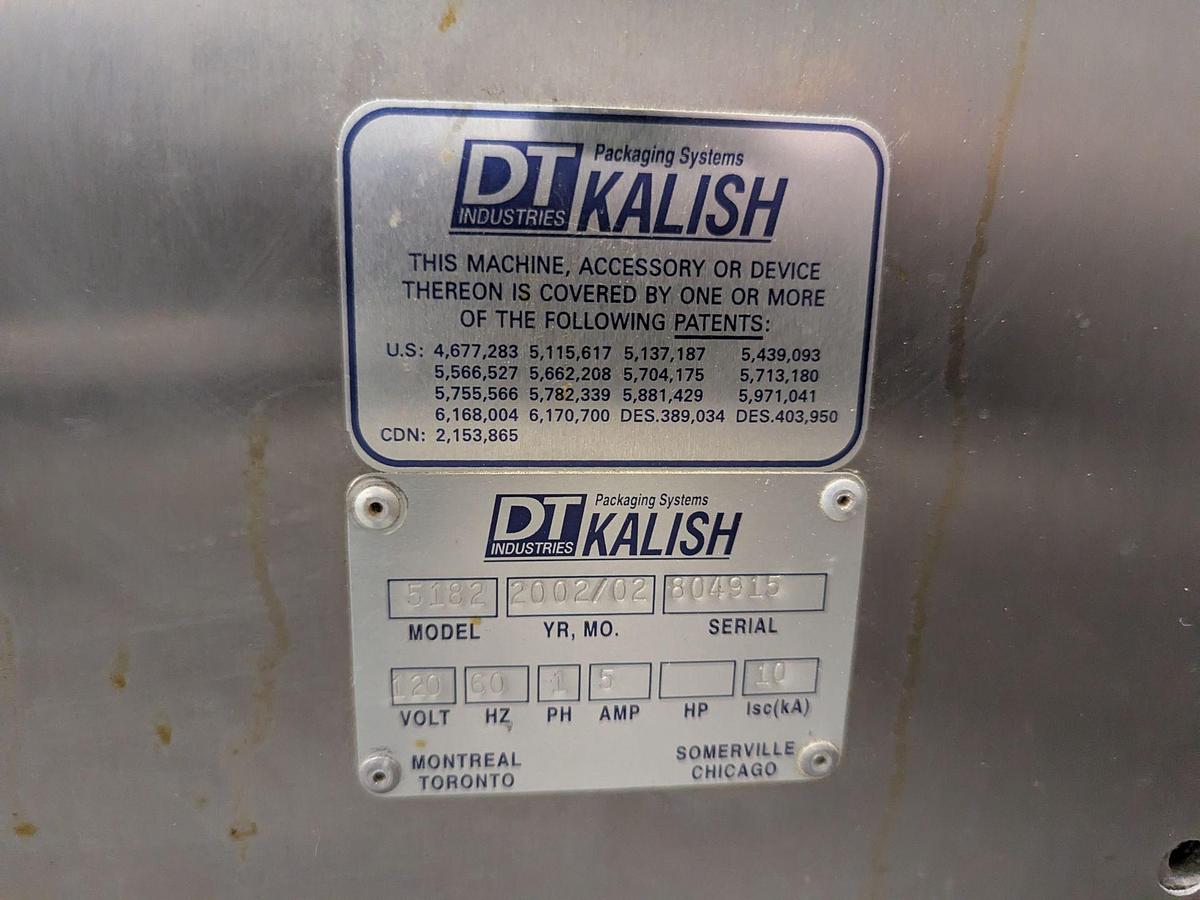 DT Packaging Systems
INDUSTRIES KALISH
THIS MACHINE, ACCESSORY OR DEVICE
THEREON IS COVERED BY ONE OR MORE
OF THE FOLLOWING PATENTS:
U.S: 4,677,283 5,115,617 5,137,187 5,439,093
5,566,527 5,662,208 5,704,175 5,713,180
5,755,566 5,782,339 5,881,429 5,971,041
6,168,004 6,170,700 DES.389,034 DES.403,950
CDN: 2,153,865
DT Packaging Systems
INDUSTRIES KALISH
5182 2002/02 804915
MODEL YR, MO. SERIAL
120 60 1 5 10
VOLT HZ PH AMP HP Isc(kA)
MONTREAL SOMERVILLE
TORONTO CHICAGO